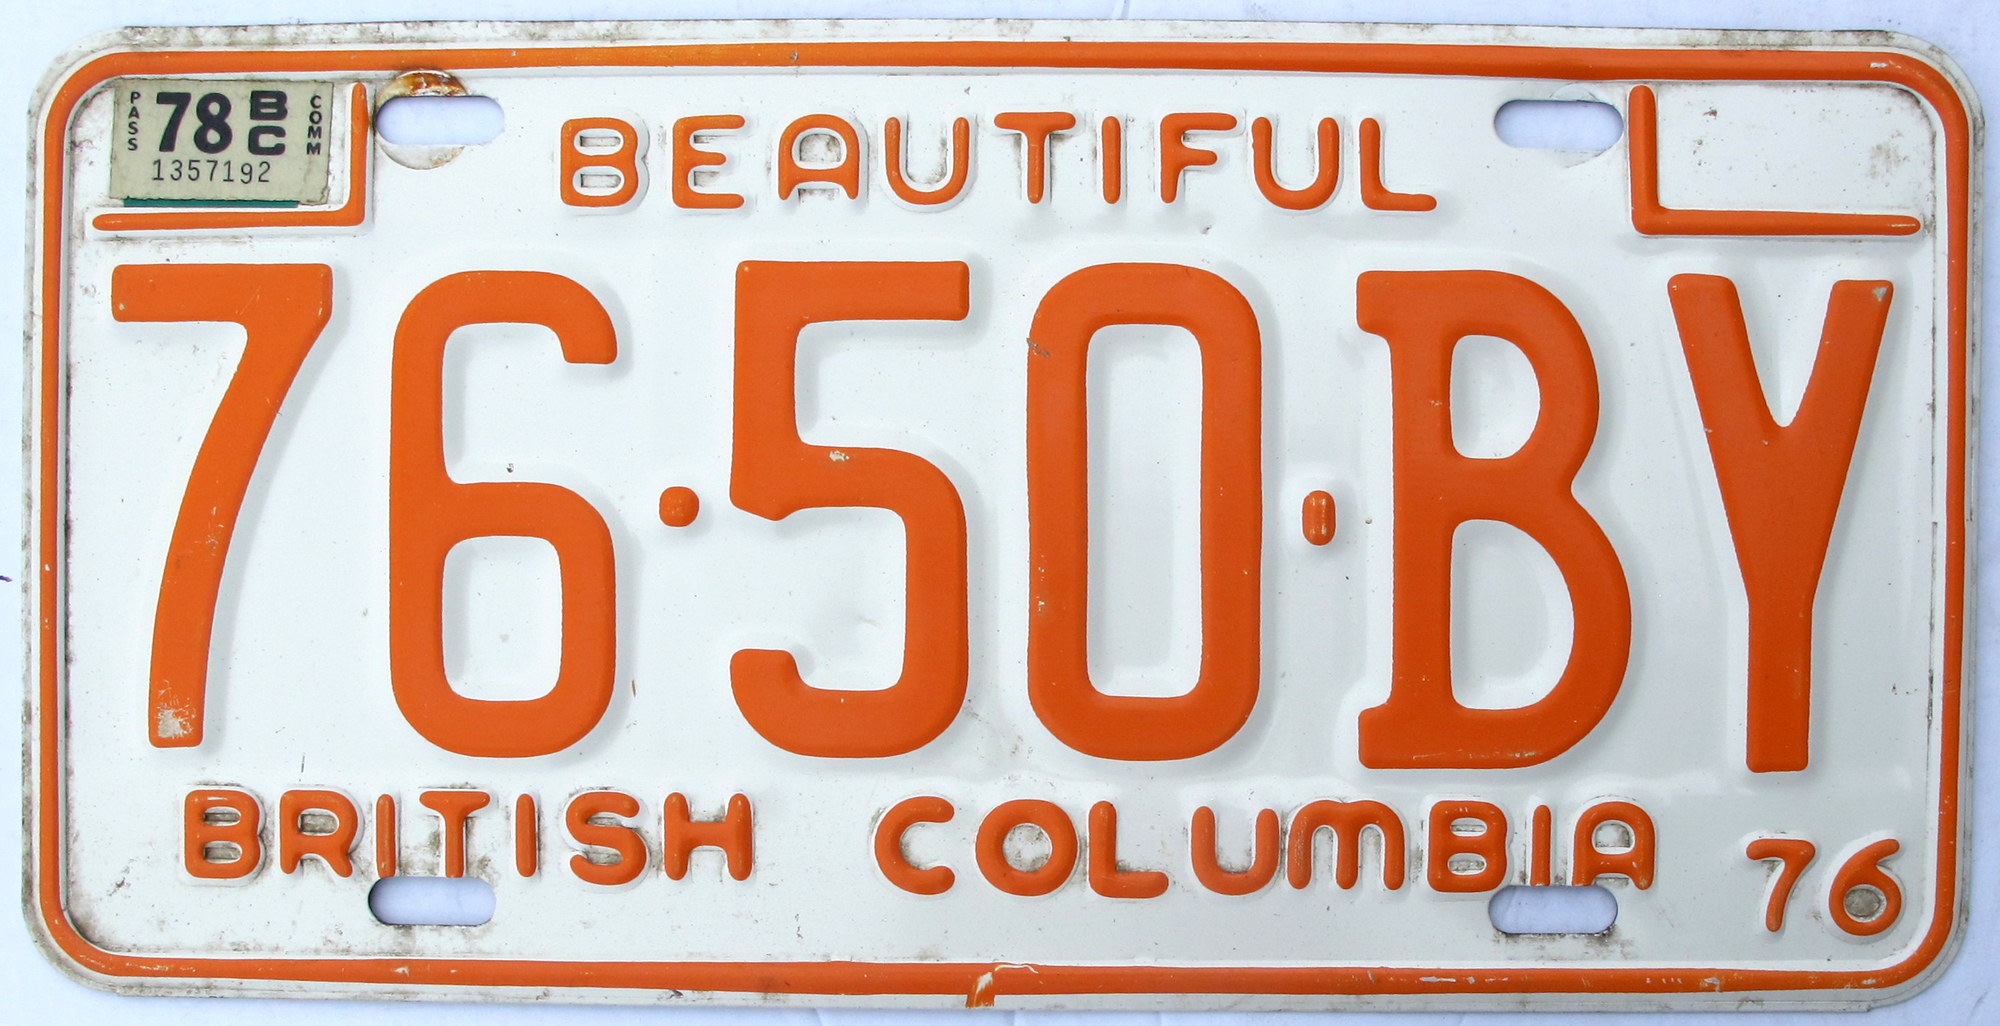 PASS 78 BC COMM
1357192
BEAUTIFUL
76·50·BY
BRITISH COLUMBIA 76